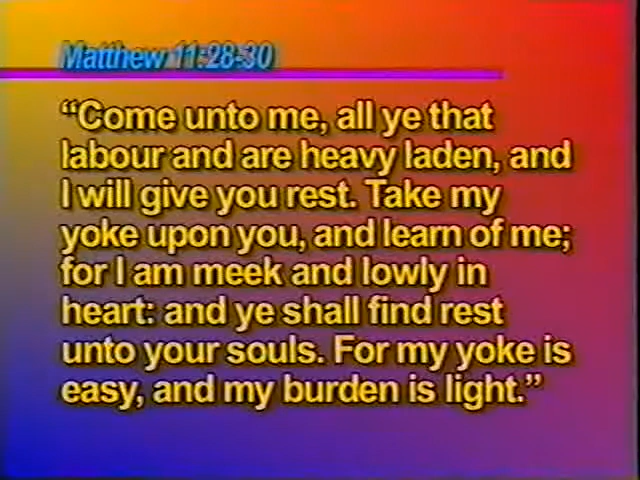 Matthew 11:28-30
“Come unto me, all ye that
labour and are heavy laden, and
I will give you rest. Take my
yoke upon you, and learn of me;
for I am meek and lowly in
heart: and ye shall find rest
unto your souls. For my yoke is
easy, and my burden is light.”